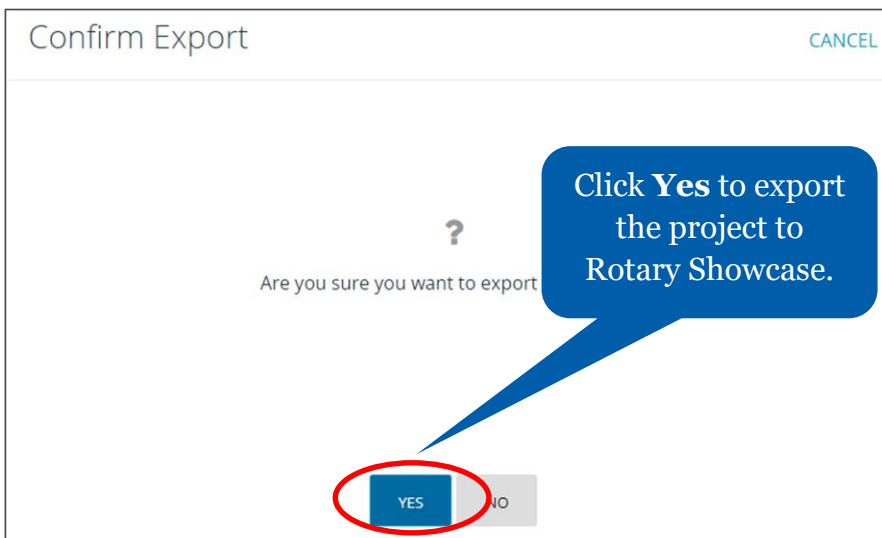 Confirm Export
CANCEL
Click Yes to export
the project to
Rotary Showcase.
?
Are you sure you want to export
YES
NO